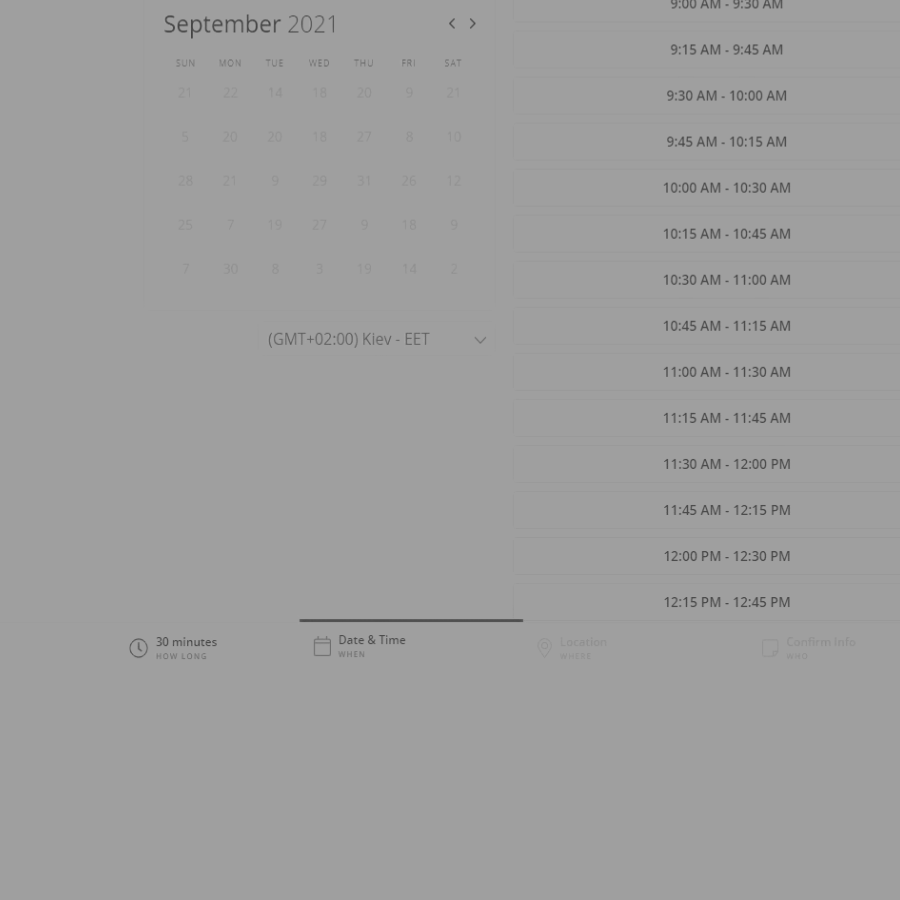 September 2021
SUN MON TUE WED THU FRI SAT
21 22 14 18 20 9 21
5 20 20 18 27 8 10
28 21 9 29 31 26 12
25 7 19 27 9 18 9
7 30 8 3 19 14 2
(GMT+02:00) Kiev - EET
9:00 AM - 9:30 AM
9:15 AM - 9:45 AM
9:30 AM - 10:00 AM
9:45 AM - 10:15 AM
10:00 AM - 10:30 AM
10:15 AM - 10:45 AM
10:30 AM - 11:00 AM
10:45 AM - 11:15 AM
11:00 AM - 11:30 AM
11:15 AM - 11:45 AM
11:30 AM - 12:00 PM
11:45 AM - 12:15 PM
12:00 PM - 12:30 PM
12:15 PM - 12:45 PM
30 minutes
HOW LONG
Date & Time
WHEN
Location
WHERE
Confirm Info
WHO